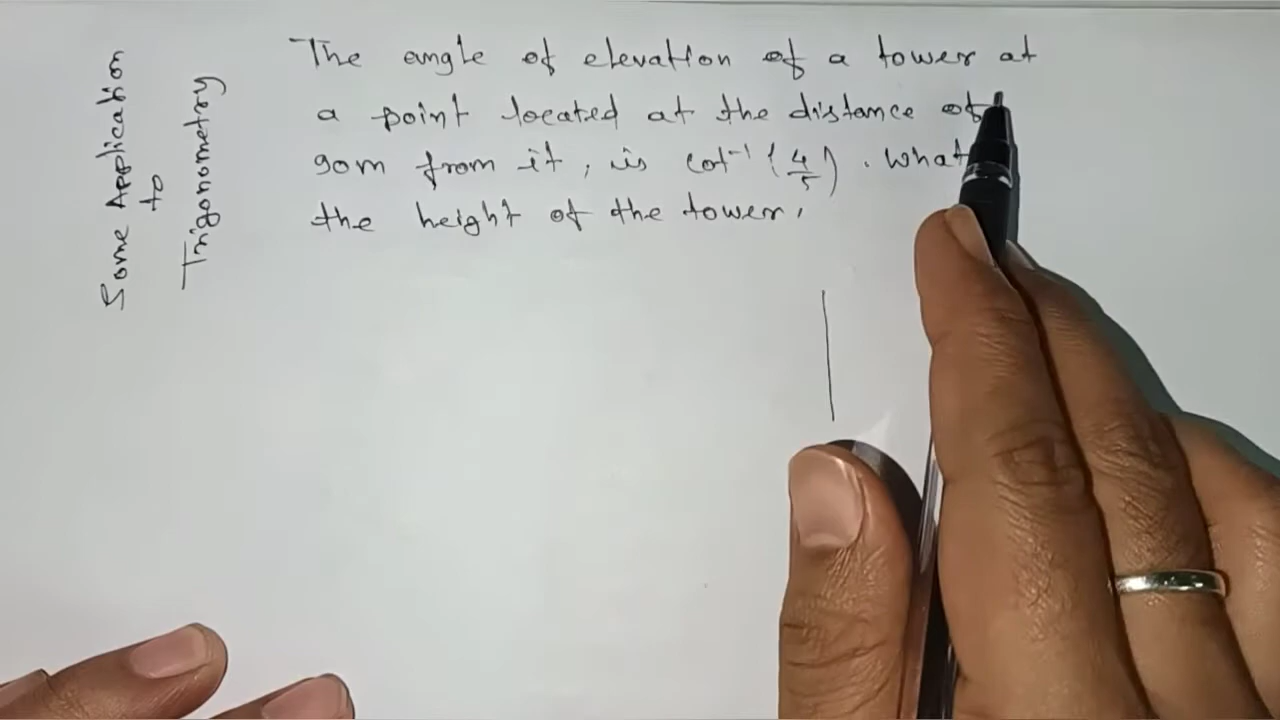 The angle of elevation of a tower at
a point located at the distance of
90m from it, is cot⁻¹(4/5). What
the height of the tower.
Some Application
to
Trigonometry